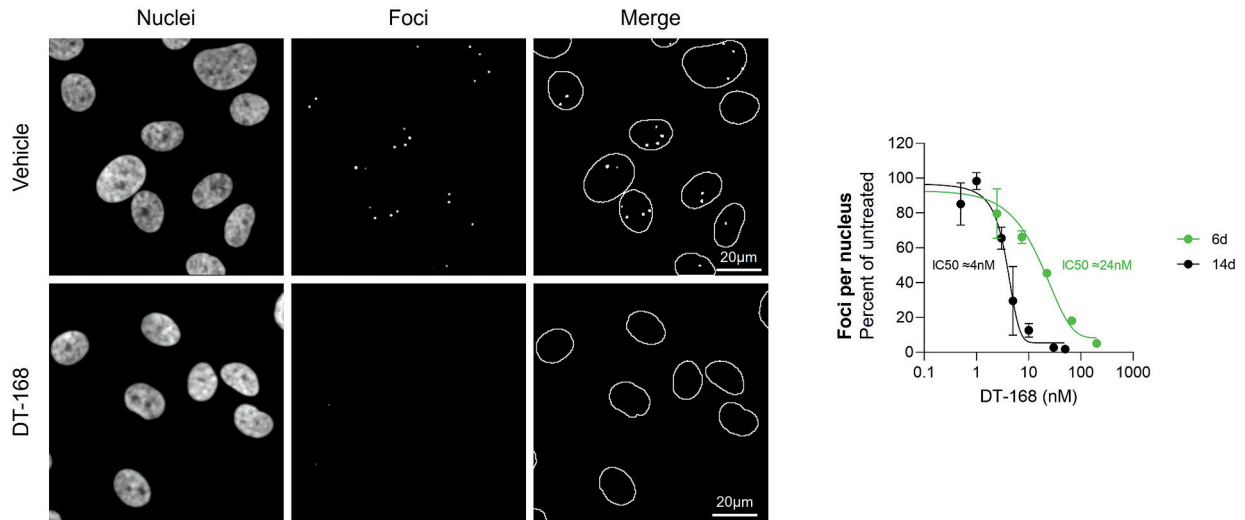 Nuclei
Foci
Merge
Vehicle
20µm
DT-168
20µm
Foci per nucleus
Percent of untreated
120
100
80
60
40
20
0
IC50 ≈4nM
IC50 ≈24nM
0.1
1
10
100
1000
DT-168 (nM)
6d
14d